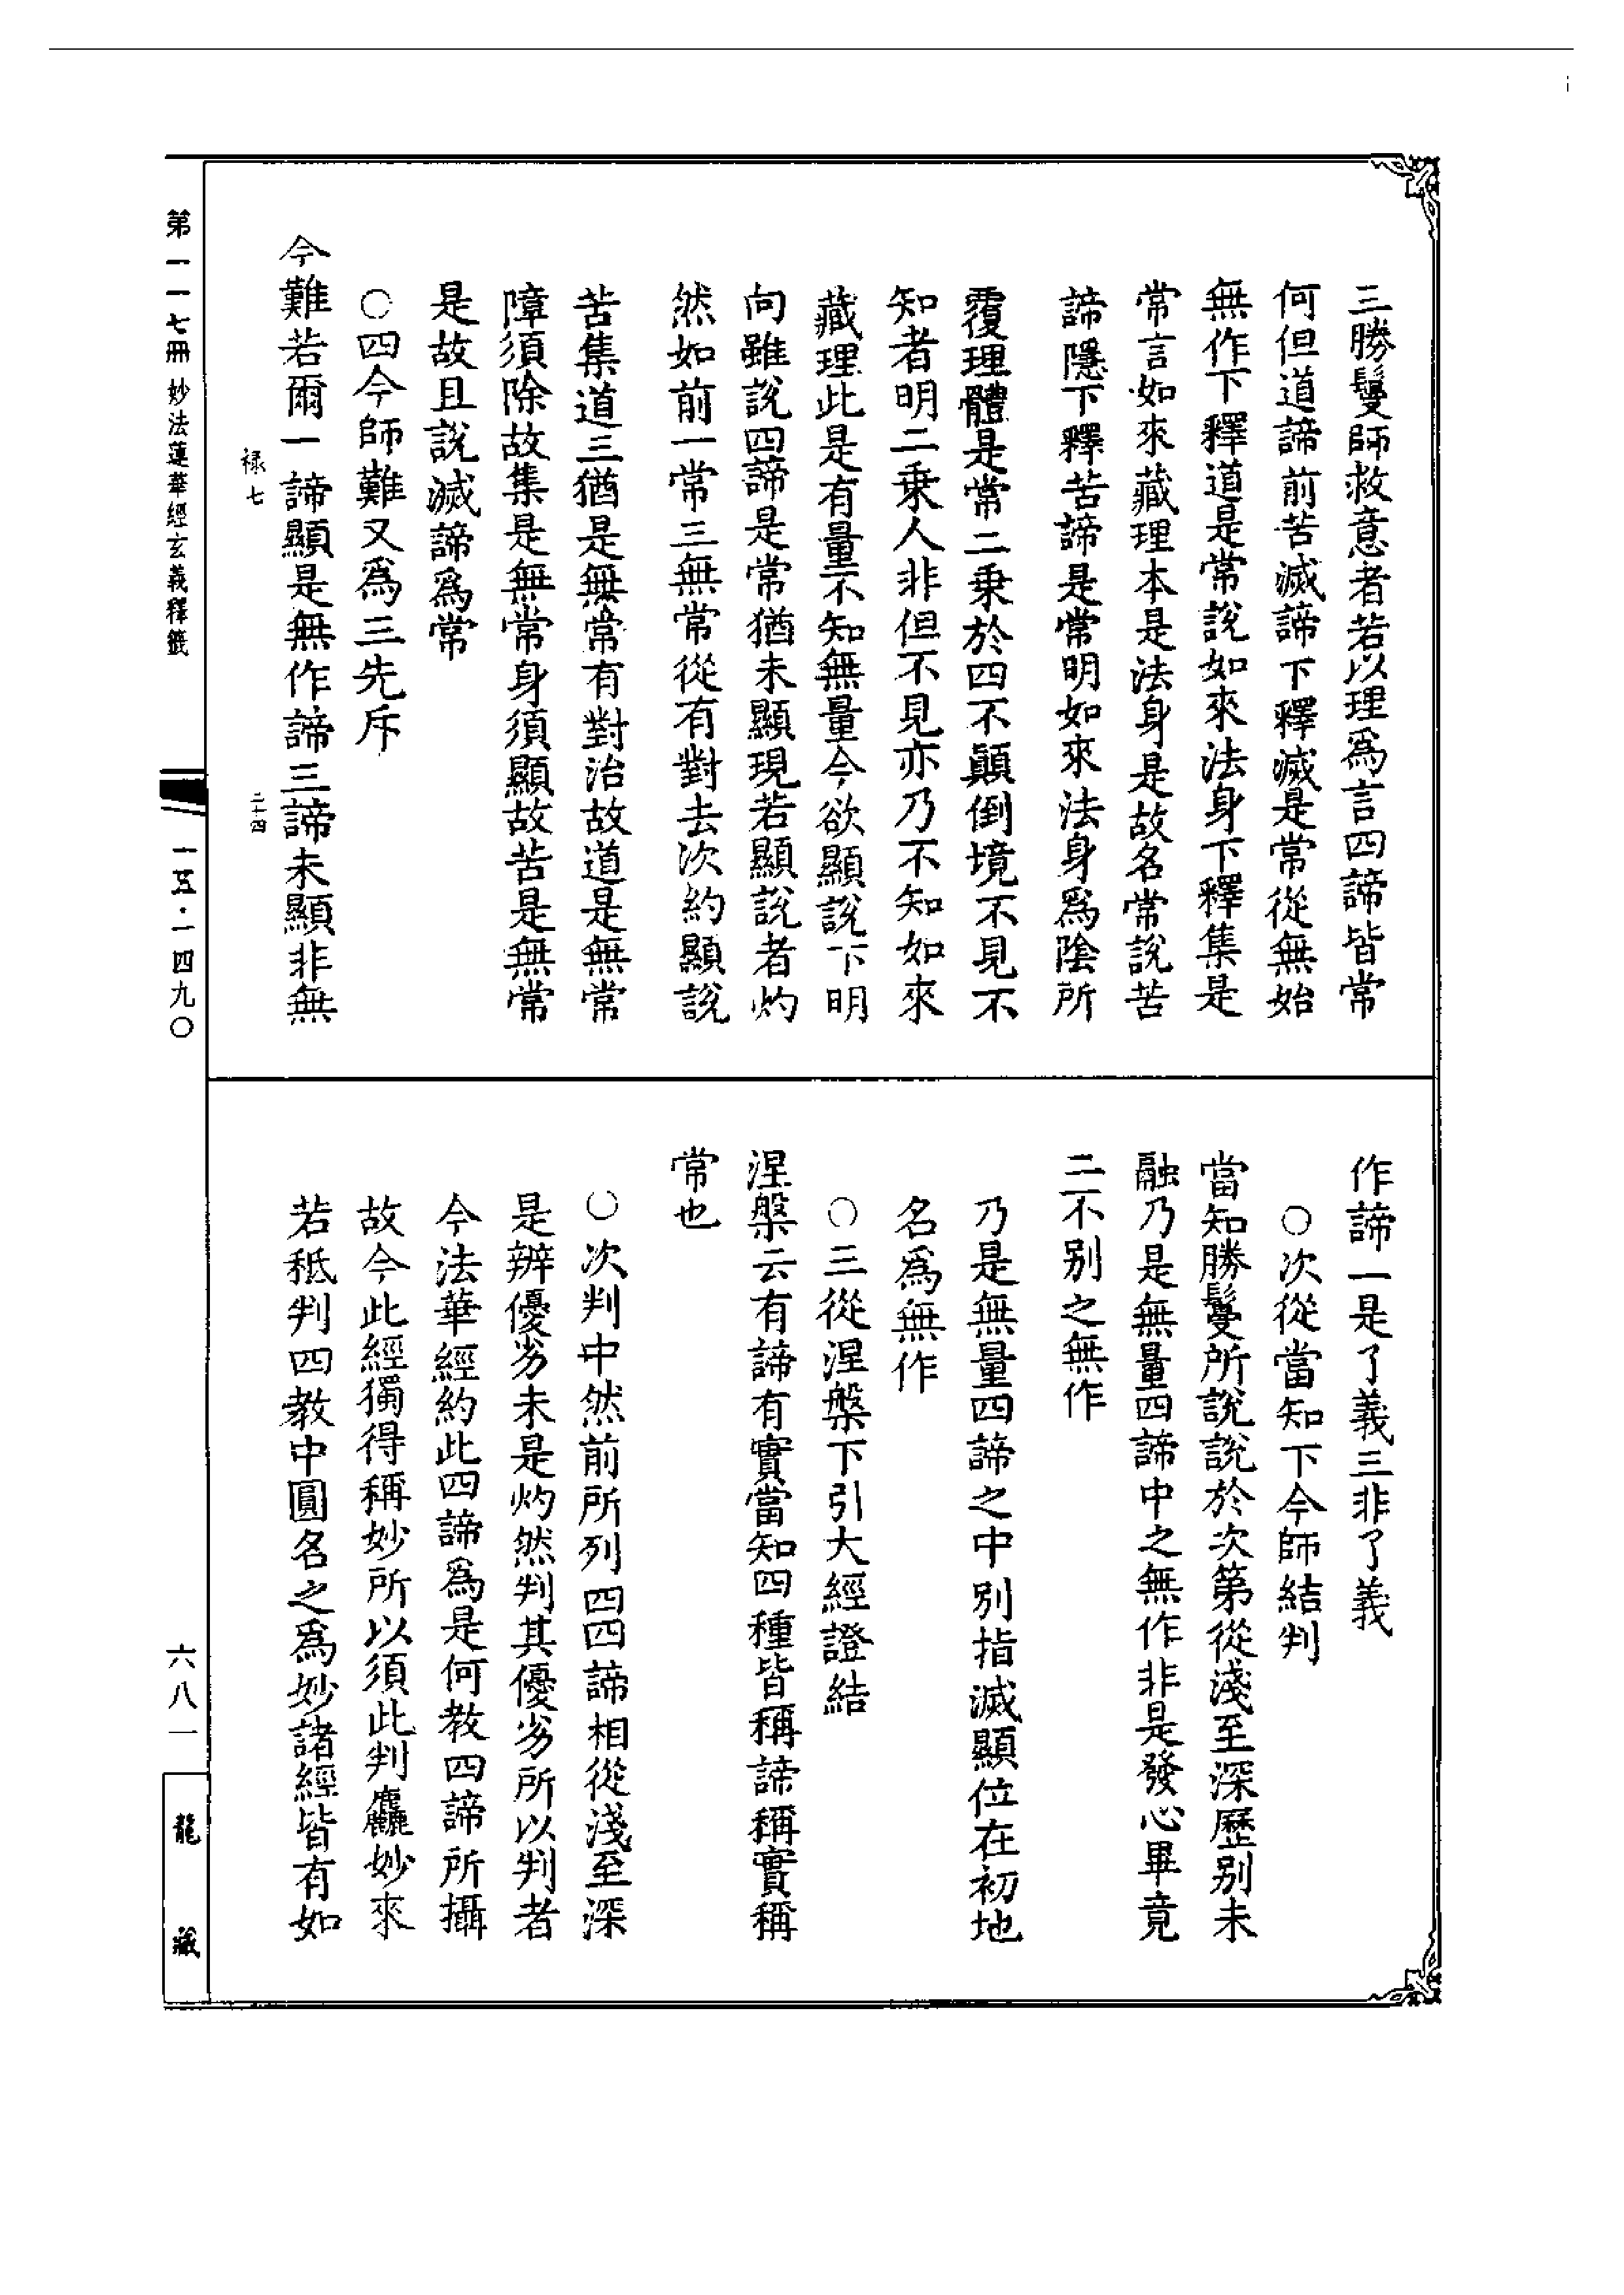 三勝鬘師救意者若以理爲言四諦皆常
何但道諦前苦滅諦下釋滅是常從無始
無作下釋道是常說如來法身下釋集是
常言如來藏理本是法身是故名常說苦
諦隱下釋苦諦是常明如來法身爲陰所
覆理體是常二乘於四不顛倒境不見不
知者明二乘人非但不見亦乃不知如來
藏理此是有量不知無量今欲顯說下明
向雖說四諦是常猶未顯現若顯說者灼
然如前一常三無常從有對去次約顯說
苦集道三猶是無常有對治故道是無常
障須除故集是無常身須顯故苦是無常
是故且說滅諦爲常
○四今師難又爲三先斥
今難若爾一諦顯是無作諦三諦未顯非無
作諦一是了義三非了義
○次從當知下今師結判
當知勝鬘所說說於次第從淺至深歷别未
融乃是無量四諦中之無作非是發心畢竟
二不别之無作
乃是無量四諦之中別指滅顯位在初地
名爲無作
○三從涅槃下引大經證結
涅槃云有諦有實當知四種皆稱諦稱實稱
常也
○次判中然前所列四四諦相從淺至深
是辨優劣未是灼然判其優劣所以判者
今法華經約此四諦爲是何教四諦所攝
故今此經獨得稱妙所以須此判麤妙來
若秪判四教中圓名之爲妙諸經皆有如
禄七
二十四
第一一七冊 妙法蓮華經玄義釋籤
一五·一四九○
六八一
龍藏